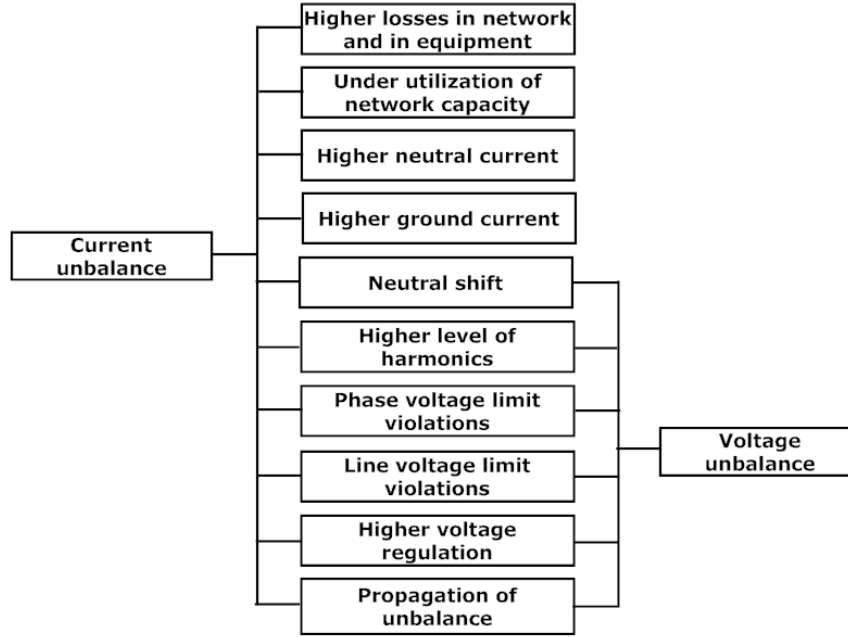 Higher losses in network
and in equipment
Under utilization of
network capacity
Higher neutral current
Higher ground current
Current
unbalance
Neutral shift
Higher level of
harmonics
Phase voltage limit
violations
Voltage
unbalance
Line voltage limit
violations
Higher voltage
regulation
Propagation of
unbalance